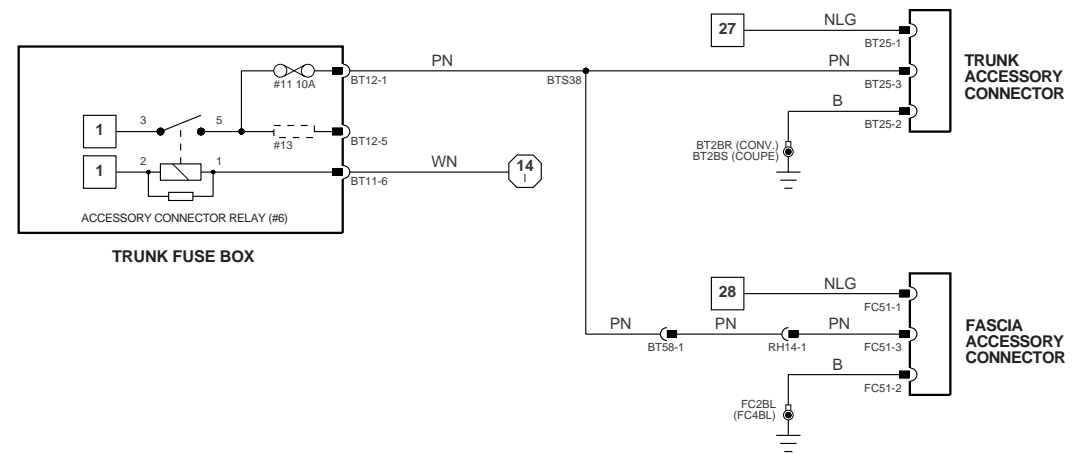 27
NLG
BT25-1
PN
BT12-1
BTS38
PN
BT25-3
#11 10A
B
BT25-2
TRUNK
ACCESSORY
CONNECTOR
1
3
5
#13
BT12-5
BT2BR (CONV.)
BT2BS (COUPE)
1
2
1
BT11-6
WN
14
I
ACCESSORY CONNECTOR RELAY (#6)
TRUNK FUSE BOX
28
NLG
FC51-1
PN
BT58-1
PN
RH14-1
PN
FC51-3
B
FC51-2
FASCIA
ACCESSORY
CONNECTOR
FC2BL
(FC4BL)